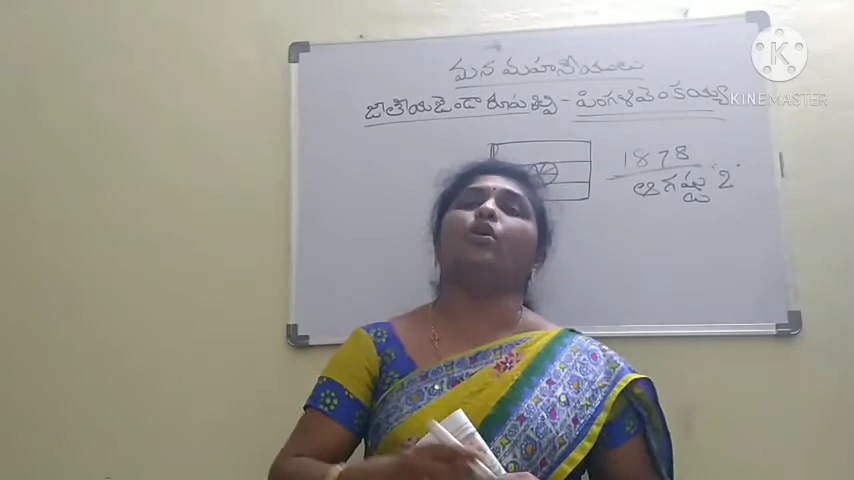 మన మహనీయులు
జాతీయజెండా రూపశిల్పి - పింగళి వెంకయ్య
1878
ఆగష్టు 2
K
KINEMASTER